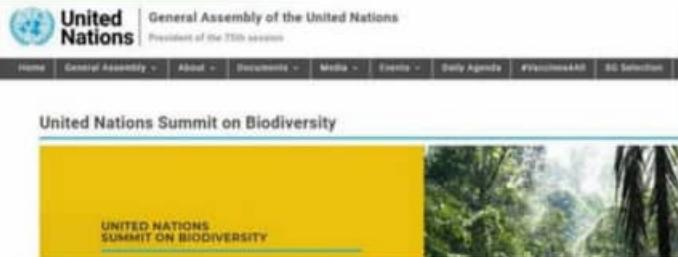 United
Nations
General Assembly of the United Nations
President of the 75th session
Home General Assembly About Documents Media Events Daily Agenda #Vaccines4All SG Selection
United Nations Summit on Biodiversity
UNITED NATIONS
SUMMIT ON BIODIVERSITY